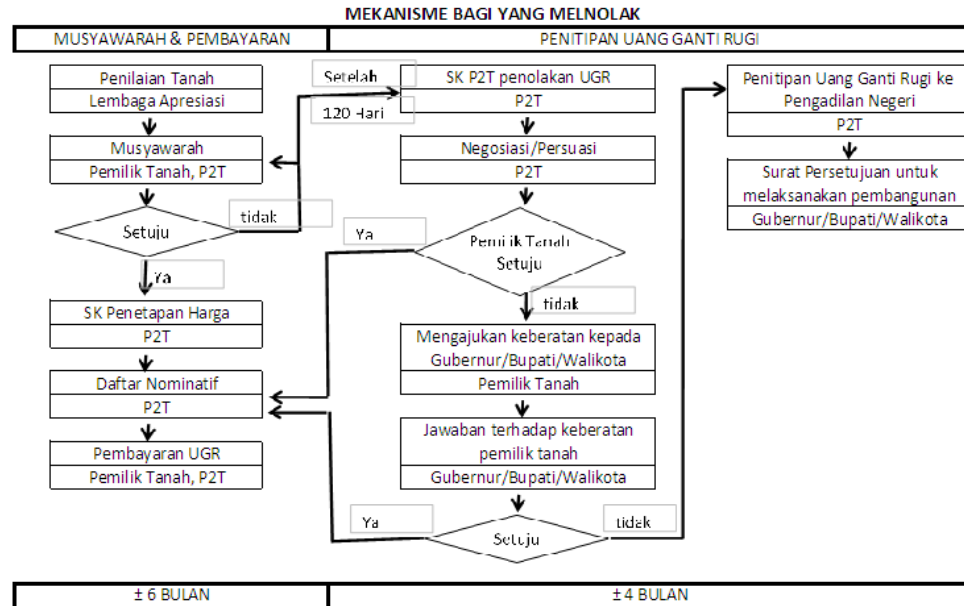 MEKANISME BAGI YANG MELNOLAK
MUSYAWARAH & PEMBAYARAN
PENITIPAN UANG GANTI RUGI
Penilaian Tanah
Lembaga Apresiasi
Musyawarah
Pemilik Tanah, P2T
Setuju
tidak
Ya
SK Penetapan Harga
P2T
Daftar Nominatif
P2T
Pembayaran UGR
Pemilik Tanah, P2T
Setelah
120 Hari
SK P2T penolakan UGR
P2T
Negosiasi/Persuasi
P2T
Ya
Pemilik Tanah
Setuju
tidak
Mengajukan keberatan kepada
Gubernur/Bupati/Walikota
Pemilik Tanah
Jawaban terhadap keberatan
pemilik tanah
Gubernur/Bupati/Walikota
Ya
Setuju
tidak
Penitipan Uang Ganti Rugi ke
Pengadilan Negeri
P2T
Surat Persetujuan untuk
melaksanakan pembangunan
Gubernur/Bupati/Walikota
± 6 BULAN
± 4 BULAN